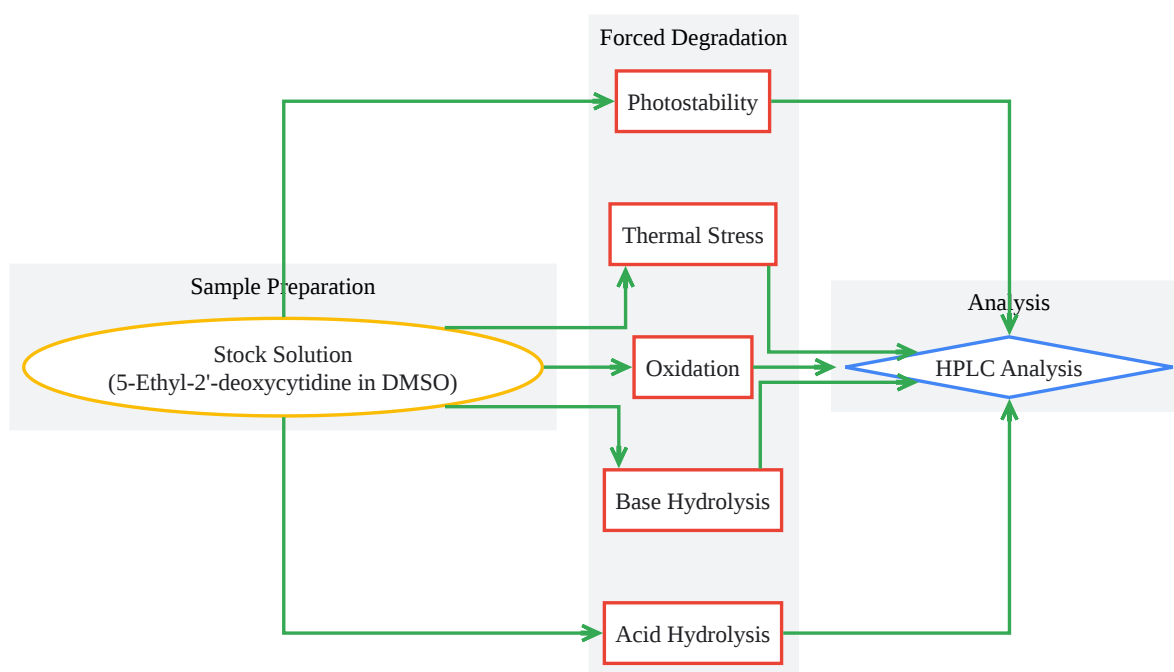 Forced Degradation
Photostability
Thermal Stress
Sample Preparation
Analysis
Stock Solution
(5-Ethyl-2'-deoxycytidine in DMSO)
Oxidation
HPLC Analysis
Base Hydrolysis
Acid Hydrolysis